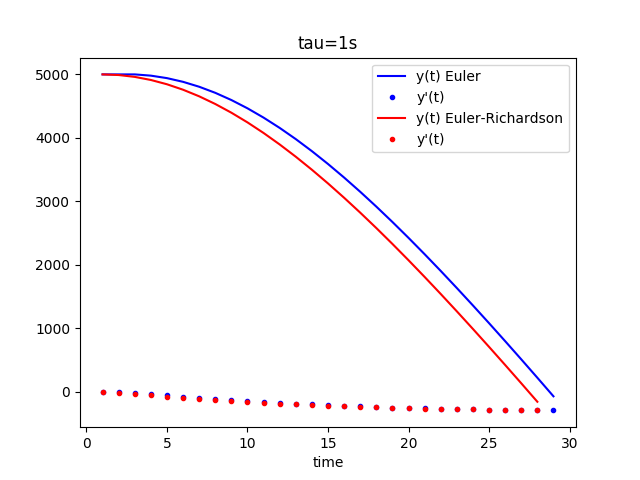 tau=1s
y(t) Euler
y'(t)
y(t) Euler-Richardson
y'(t)
5000
4000
3000
2000
1000
0
0 5 10 15 20 25 30
time